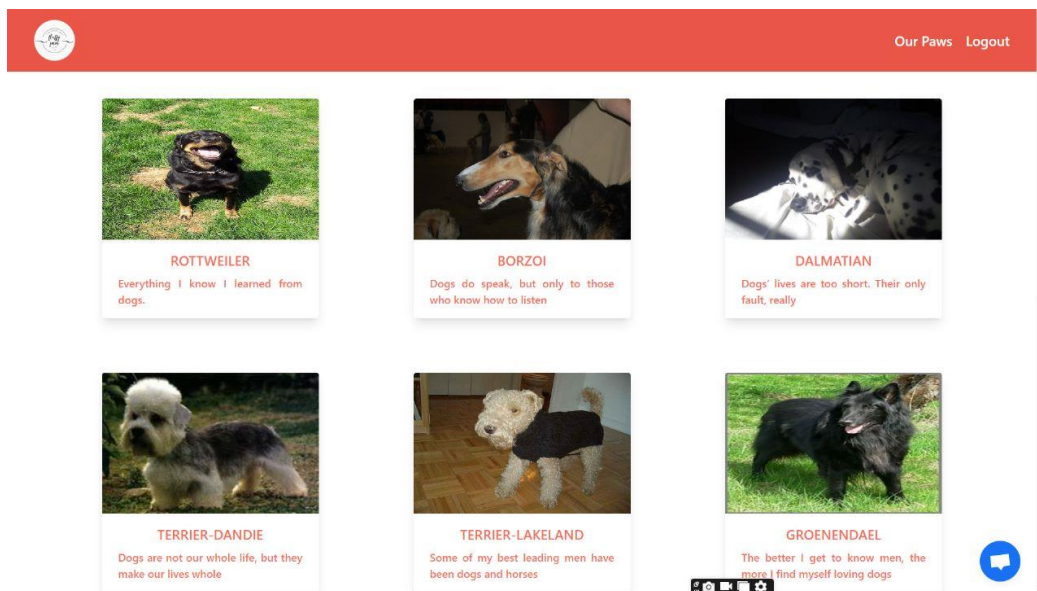 Our Paws Logout
ROTTWEILER
Everything I know I learned from
dogs.
BORZOI
Dogs do speak, but only to those
who know how to listen
DALMATIAN
Dogs' lives are too short. Their only
fault, really
TERRIER-DANDIE
Dogs are not our whole life, but they
make our lives whole
TERRIER-LAKELAND
Some of my best leading men have
been dogs and horses
GROENENDAEL
The better I get to know men, the
more I find myself loving dogs